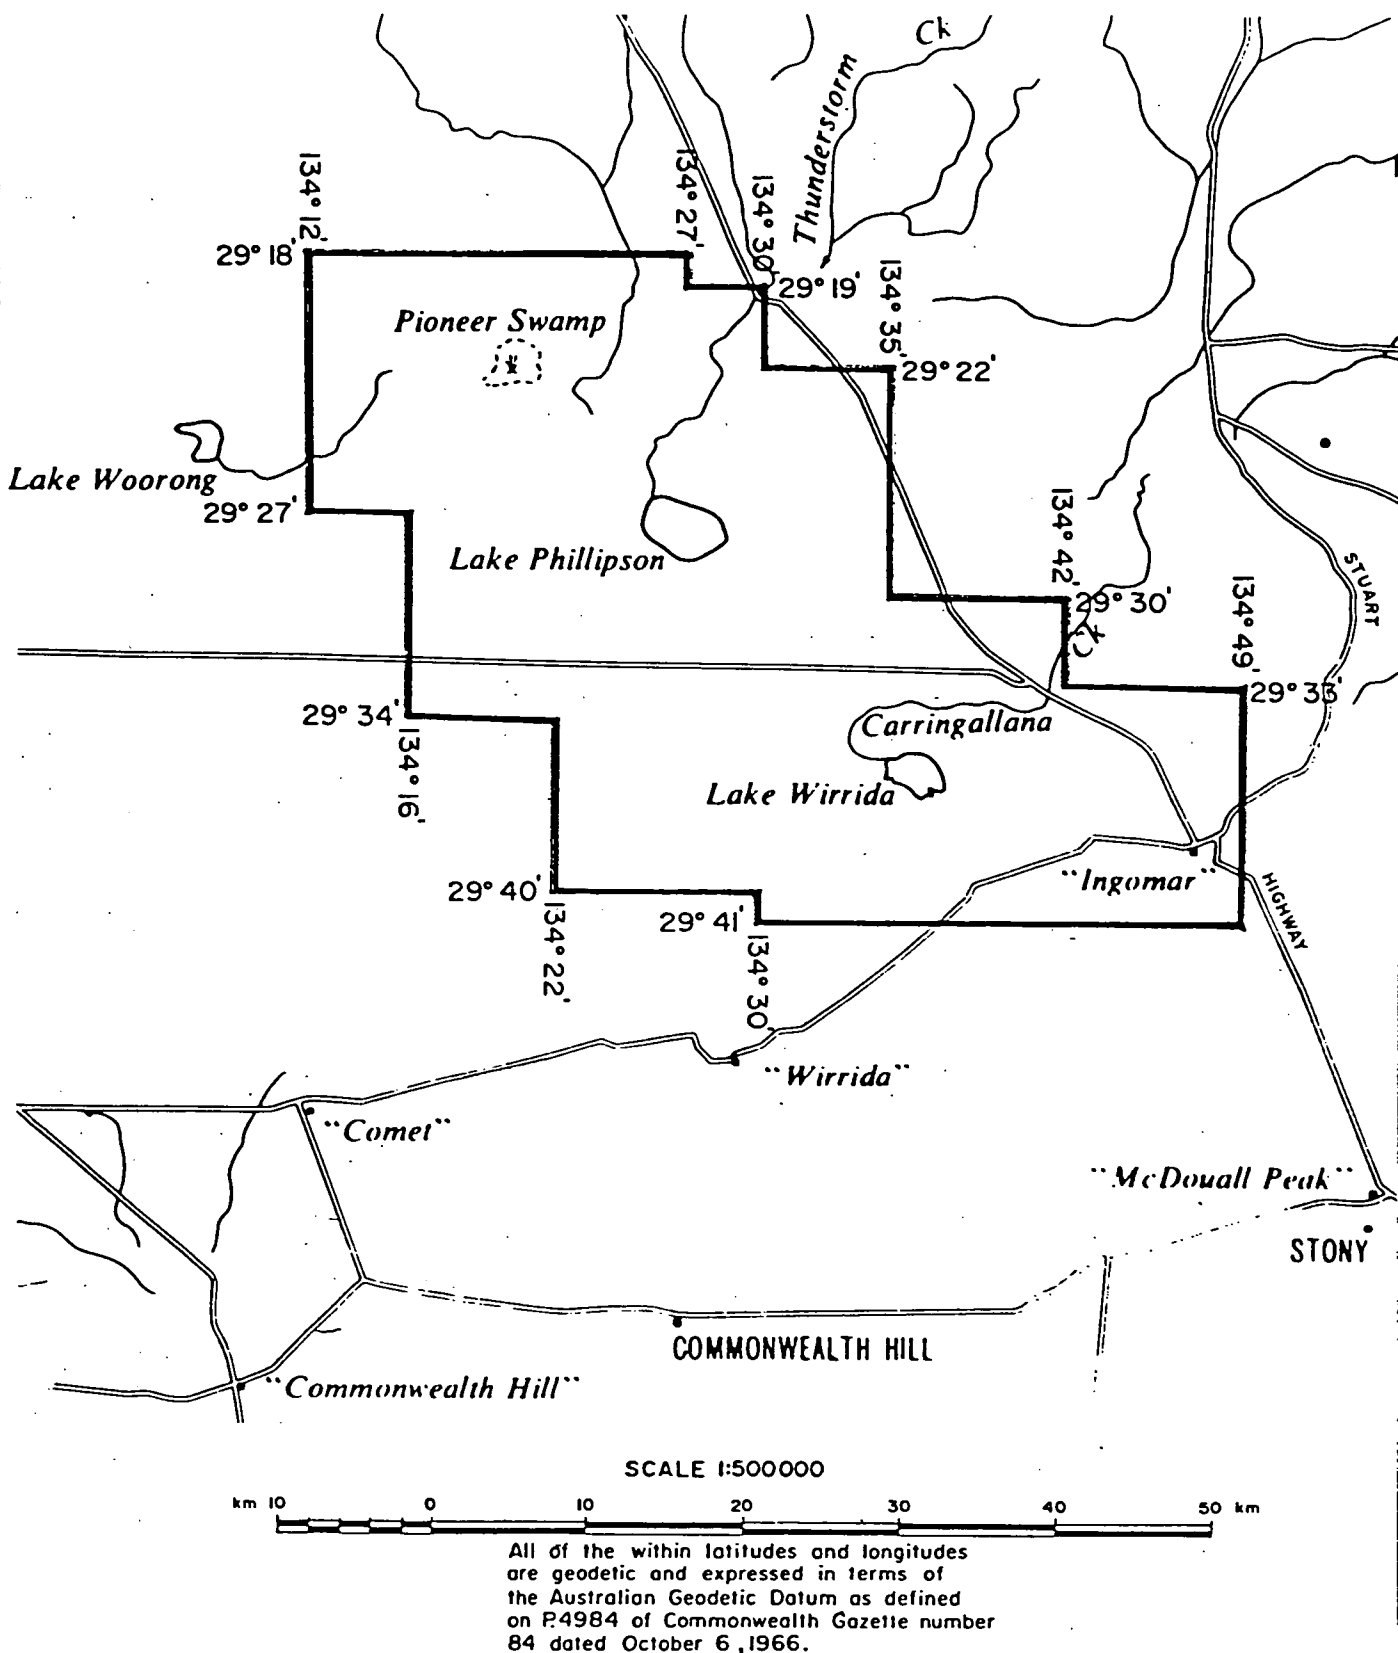 Ck
Thunderstorm
134° 12'
134° 27'
134° 30'
29° 18'
29° 19'
134° 35'
Pioneer Swamp
29° 22'
Lake Woorong
29° 27'
134° 42'
Lake Phillipson
STUART
29° 30'
134° 49'
Ck
29° 33'
29° 34'
134° 16'
Carringallana
Lake Wirrida
29° 40'
"Ingomar"
HIGHWAY
134° 22'
29° 41'
134° 30'
"Wirrida"
"Comet"
"McDouall Peak"
STONY
COMMONWEALTH HILL
"Commonwealth Hill"
SCALE 1:500000
km 10 0 10 20 30 40 50 km
All of the within latitudes and longitudes
are geodetic and expressed in terms of
the Australian Geodetic Datum as defined
on P.4984 of Commonwealth Gazette number
84 dated October 6, 1966.